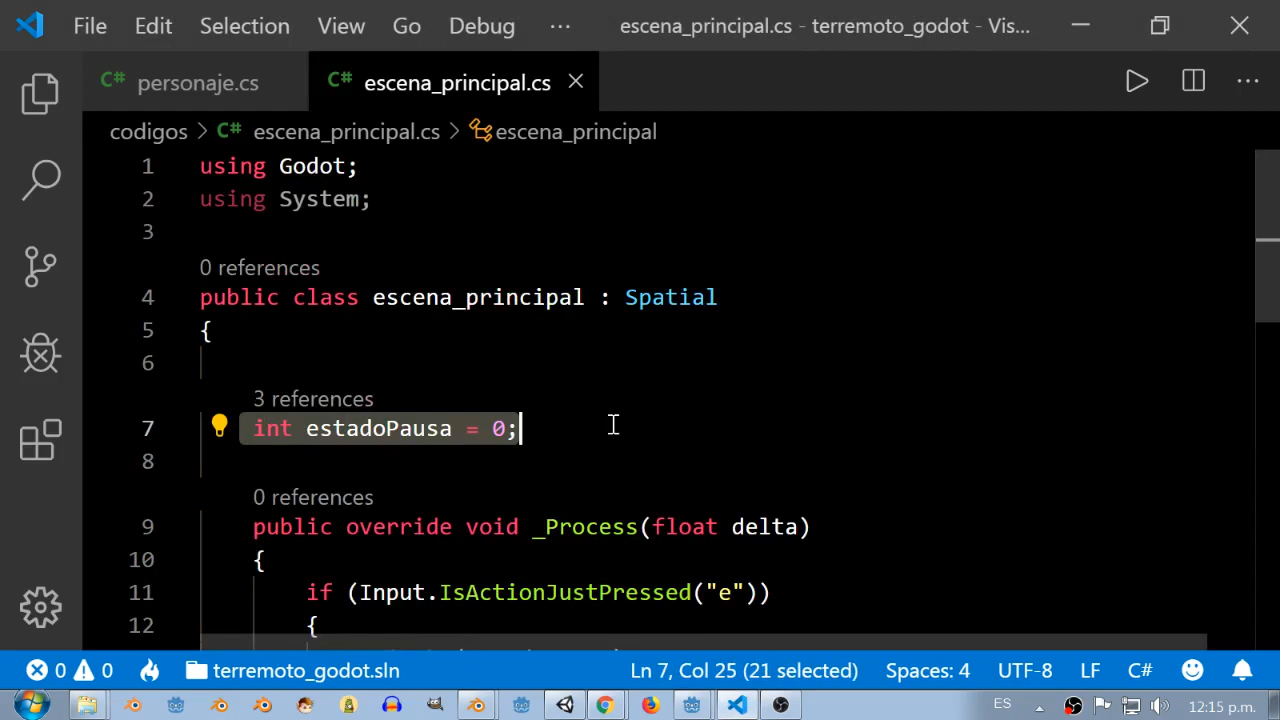 File Edit Selection View Go Debug ··· escena_principal.cs - terremoto_godot - Vis...
C# personaje.cs C# escena_principal.cs
codigos > C# escena_principal.cs > escena_principal
1 using Godot;
2 using System;
3
0 references
4 public class escena_principal : Spatial
5 {
6
3 references
7 int estadoPausa = 0;
8
0 references
9 public override void _Process(float delta)
10 {
11 if (Input.IsActionJustPressed("e"))
12 {
0 0 terremoto_godot.sln Ln 7, Col 25 (21 selected) Spaces: 4 UTF-8 LF C#
ES 12:15 p.m.